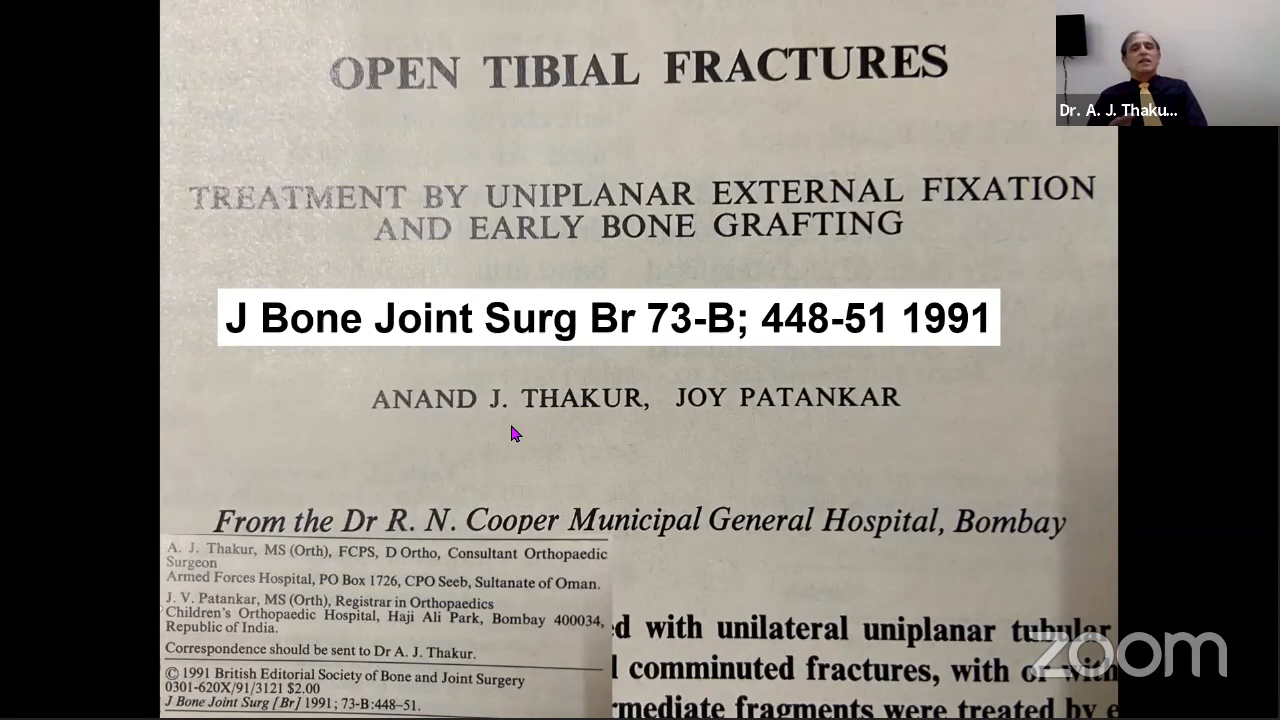 OPEN TIBIAL FRACTURES
Dr. A. J. Thaku...
TREATMENT BY UNIPLANAR EXTERNAL FIXATION
AND EARLY BONE GRAFTING
J Bone Joint Surg Br 73-B; 448-51 1991
ANAND J. THAKUR, JOY PATANKAR
From the Dr R. N. Cooper Municipal General Hospital, Bombay
A. J. Thakur, MS (Orth), FCPS, D Ortho, Consultant Orthopaedic
Surgeon
Armed Forces Hospital, PO Box 1726, CPO Seeb, Sultanate of Oman.
J. V. Patankar, MS (Orth), Registrar in Orthopaedics
Children's Orthopaedic Hospital, Haji Ali Park, Bombay 400034,
Republic of India.
Correspondence should be sent to Dr A. J. Thakur.
© 1991 British Editorial Society of Bone and Joint Surgery
0301-620X/91/3121 $2.00
J Bone Joint Surg [Br] 1991; 73-B:448-51.
with unilateral uniplanar tubular
comminuted fractures, with or
fragments were treated by
zoom